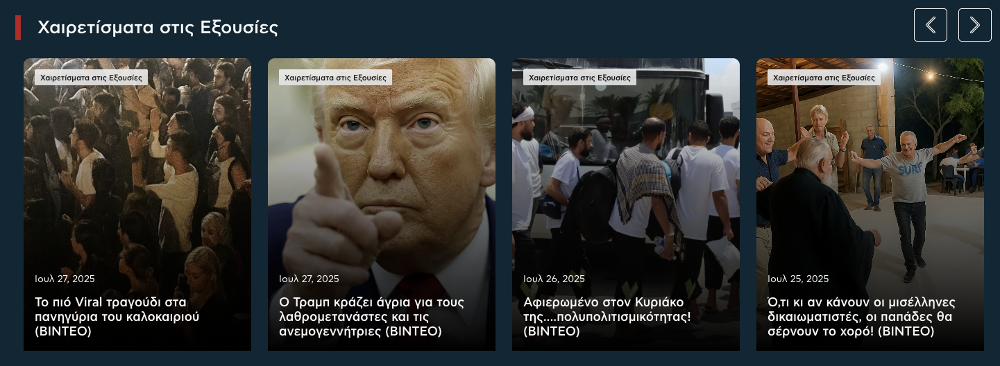 Χαιρετίσματα στις Εξουσίες
Χαιρετίσματα στις Εξουσίες
Ιουλ 27, 2025
Το πιό Viral τραγούδι στα
πανηγύρια του καλοκαιριού
(ΒΙΝΤΕΟ)
Χαιρετίσματα στις Εξουσίες
Ιουλ 27, 2025
Ο Τραμπ κράζει άγρια για τους
λαθρομετανάστες και τις
ανεμογεννήτριες (ΒΙΝΤΕΟ)
Χαιρετίσματα στις Εξουσίες
Ιουλ 26, 2025
Αφιερωμένο στον Κυριάκο
της....πολυπολιτισμικότητας!
(ΒΙΝΤΕΟ)
Χαιρετίσματα στις Εξουσίες
SURF
Ιουλ 25, 2025
Ό,τι κι αν κάνουν οι μισέλληνες
δικαιωματιστές, οι παπάδες θα
σέρνουν το χορό! (ΒΙΝΤΕΟ)